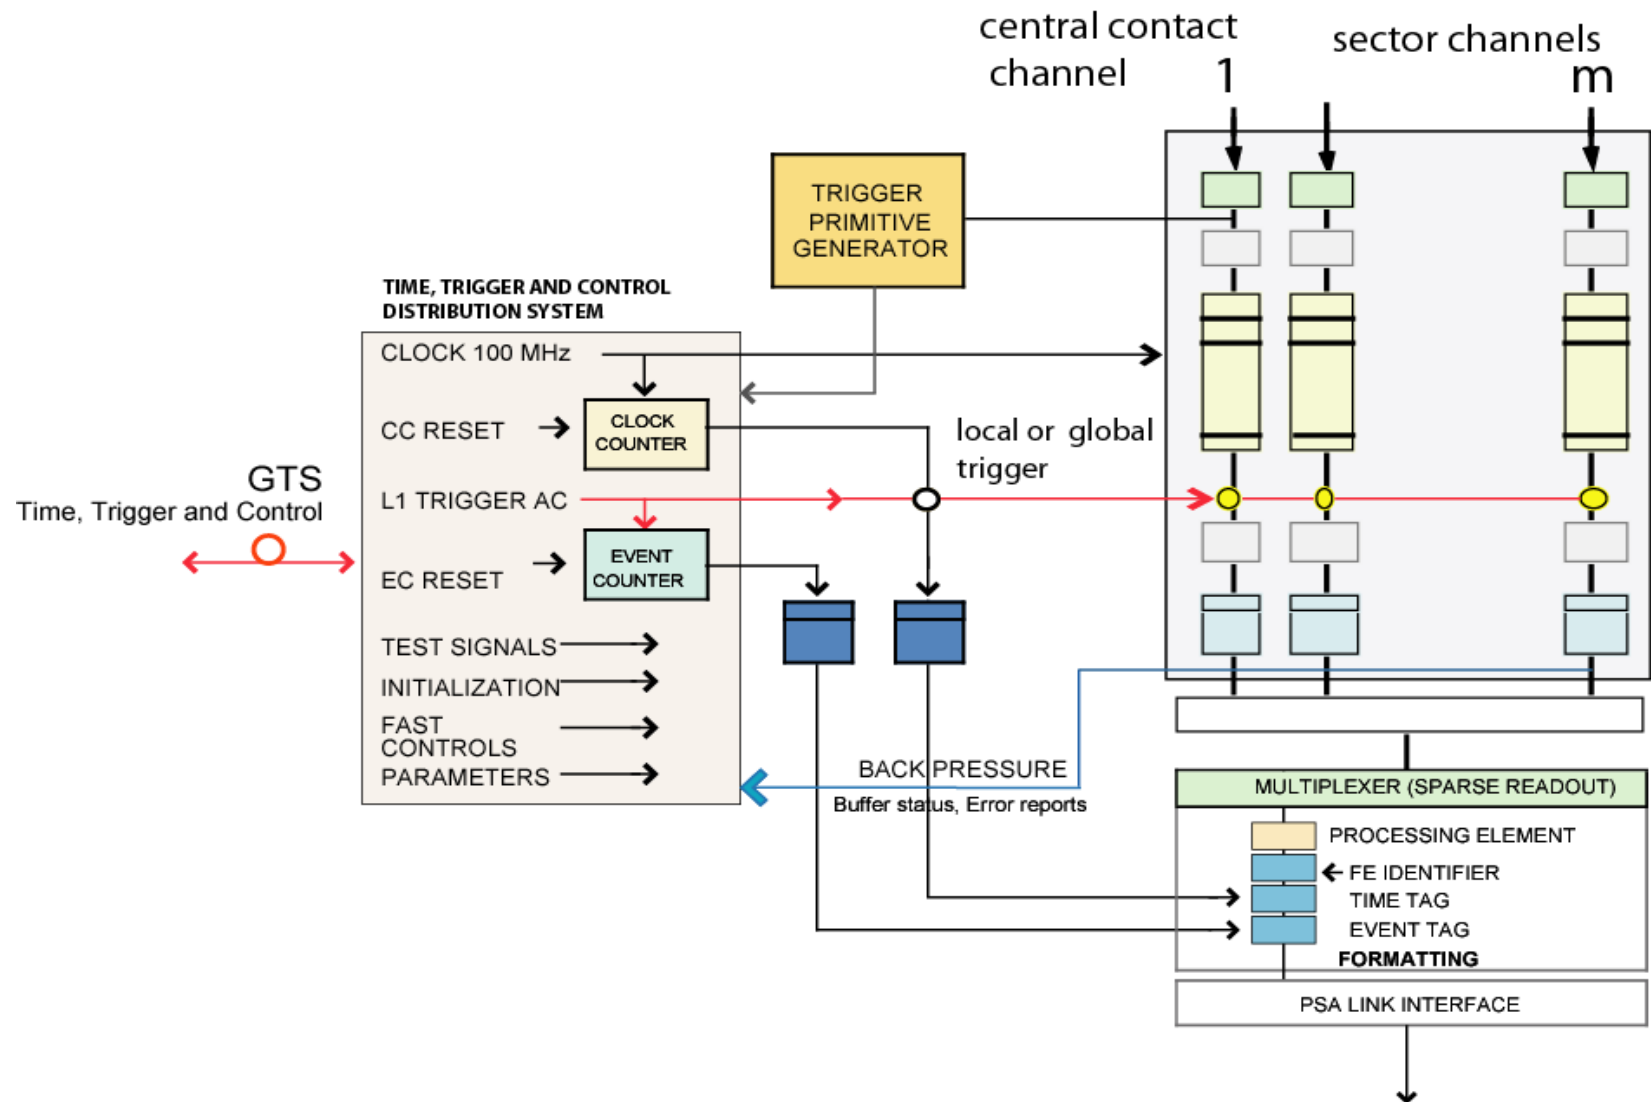 central contact
channel
1
sector channels
m
TRIGGER
PRIMITIVE
GENERATOR
TIME, TRIGGER AND CONTROL
DISTRIBUTION SYSTEM
CLOCK 100 MHz
CC RESET
CLOCK
COUNTER
local or global
trigger
GTS
Time, Trigger and Control
L1 TRIGGER AC
EC RESET
EVENT
COUNTER
TEST SIGNALS
INITIALIZATION
FAST
CONTROLS
PARAMETERS
BACK PRESSURE
Buffer status, Error reports
MULTIPLEXER (SPARSE READOUT)
PROCESSING ELEMENT
FE IDENTIFIER
TIME TAG
EVENT TAG
FORMATTING
PSA LINK INTERFACE